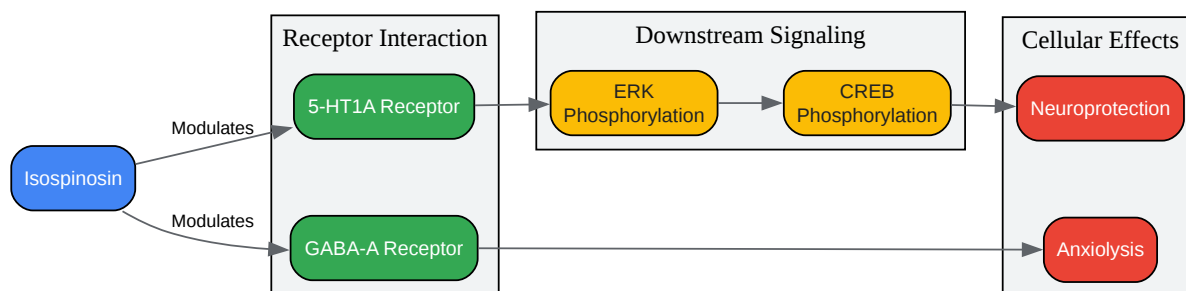 Receptor Interaction
Downstream Signaling
Cellular Effects
5-HT1A Receptor
ERK
Phosphorylation
CREB
Phosphorylation
Neuroprotection
Modulates
Isospinosin
Modulates
GABA-A Receptor
Anxiolysis